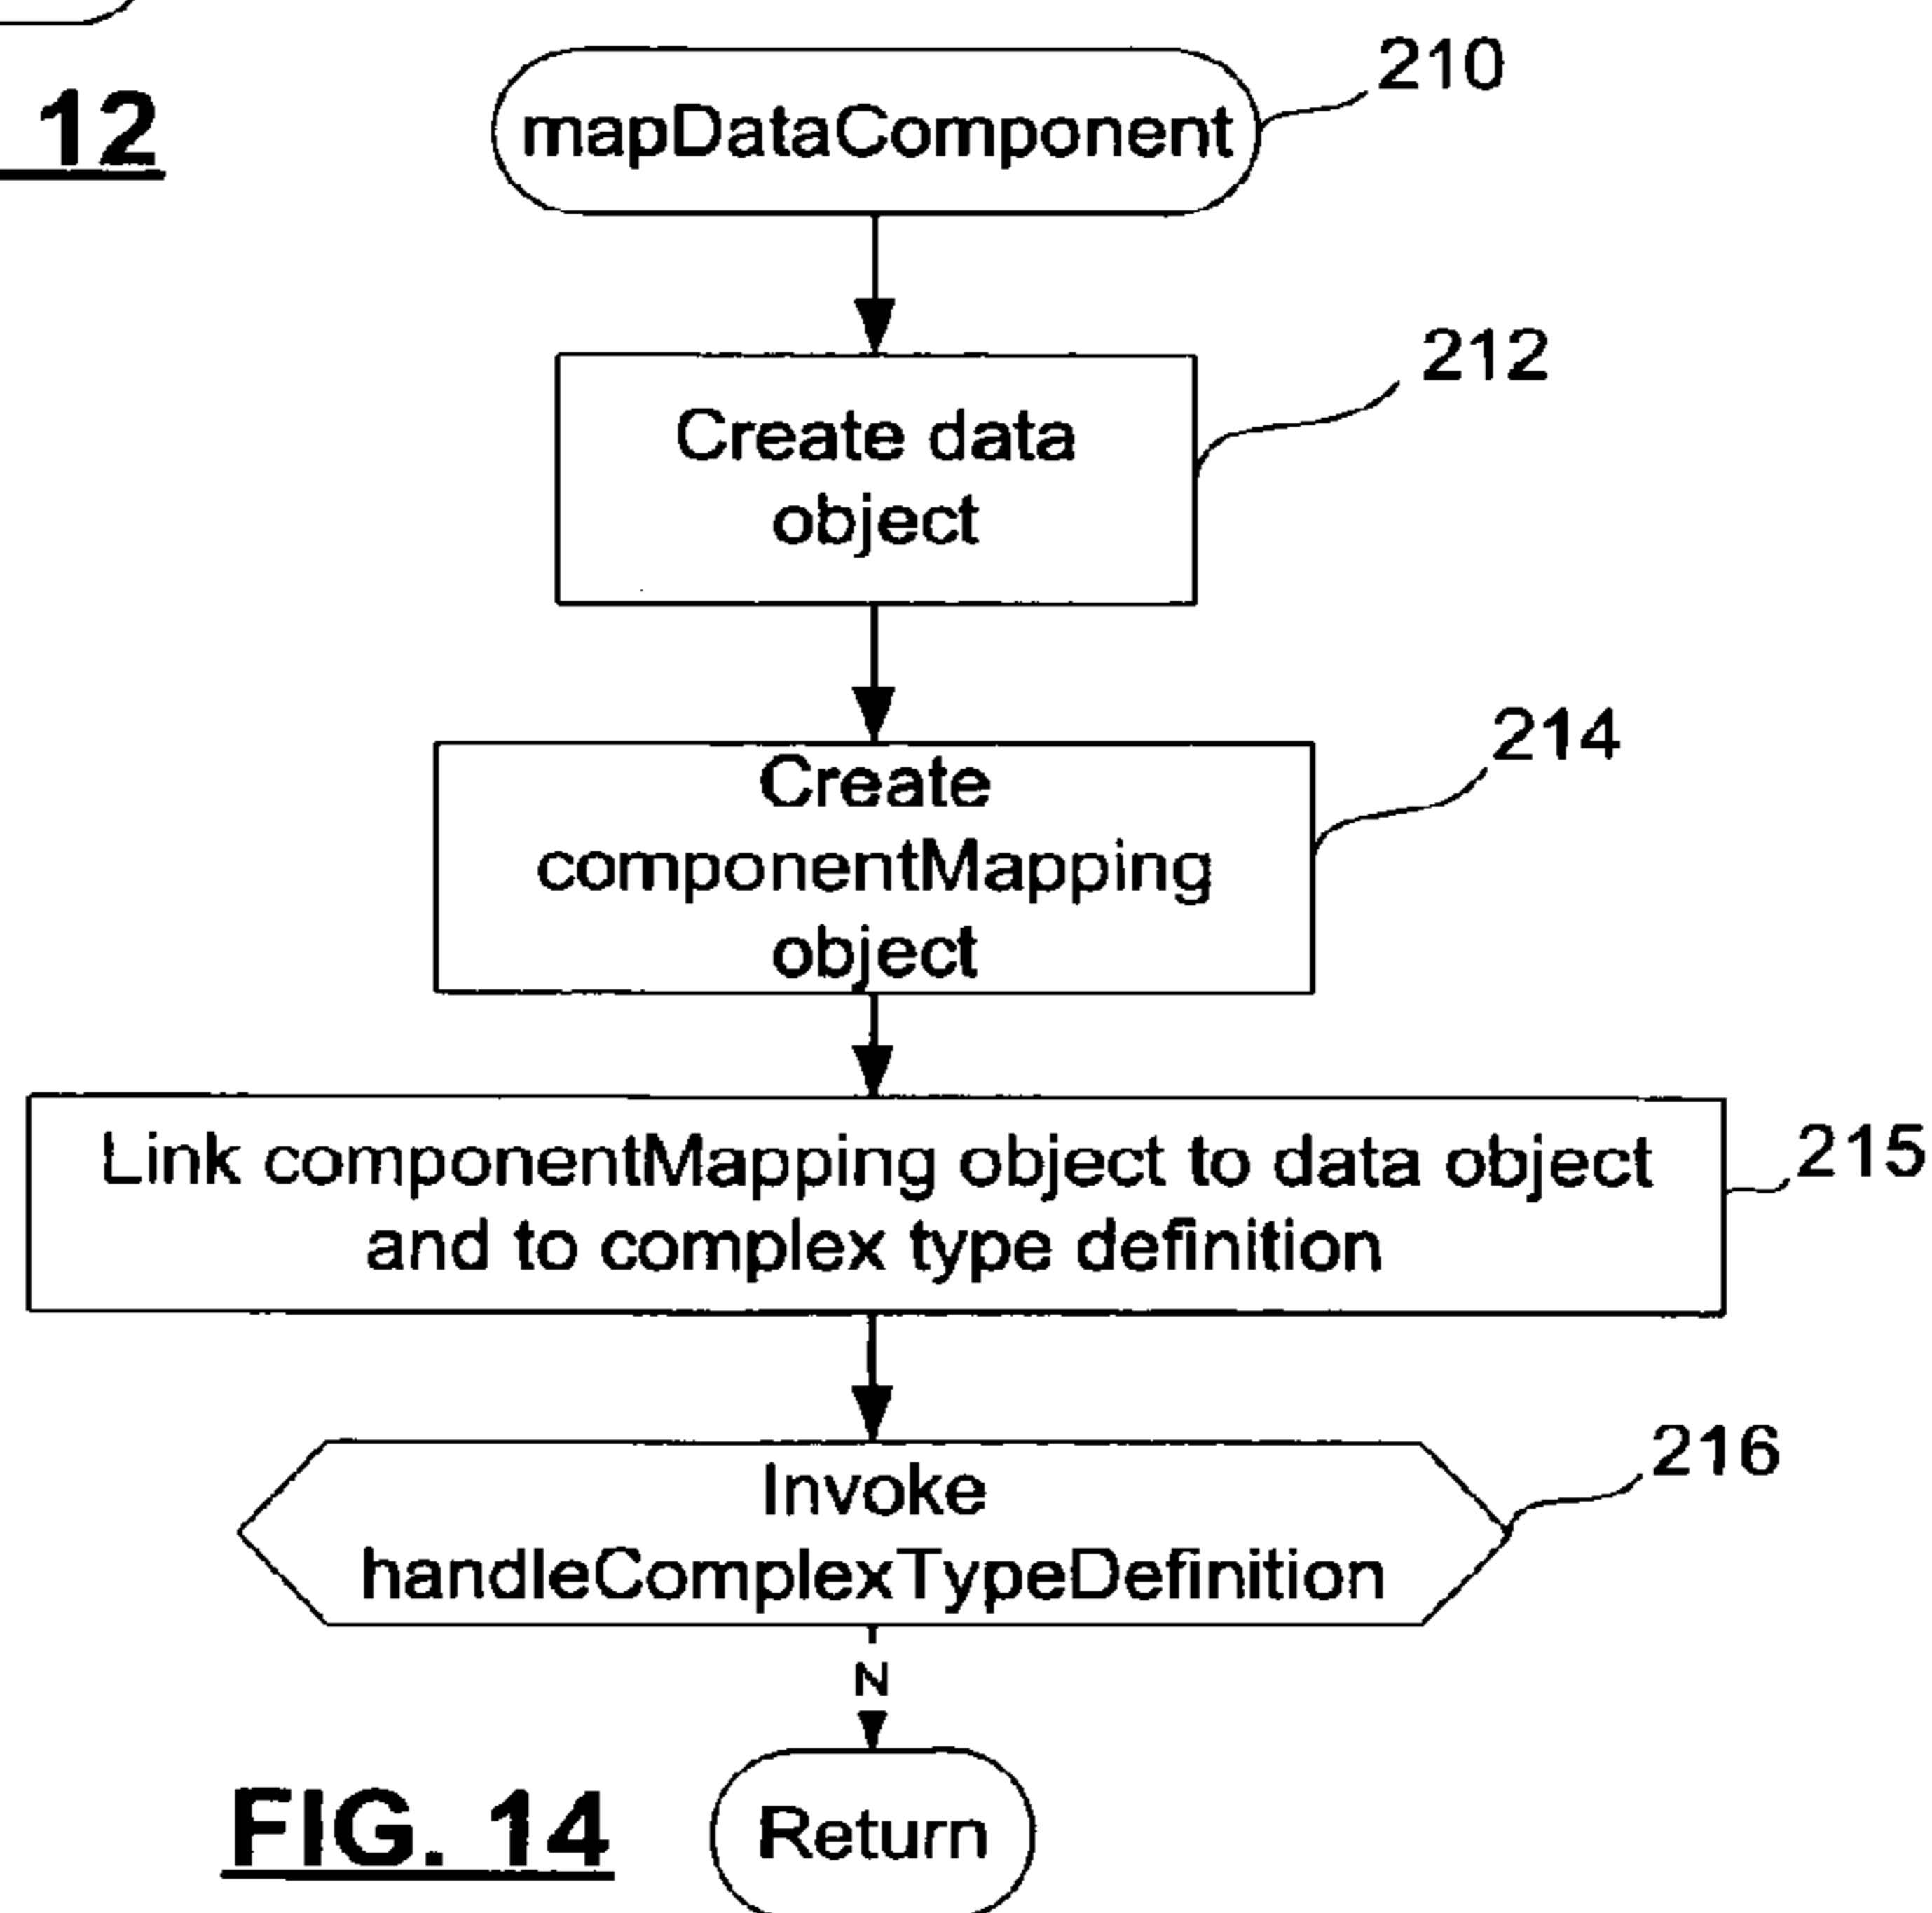 12
mapDataComponent
210
Create data
object
212
Create
componentMapping
object
214
Link componentMapping object to data object
and to complex type definition
215
Invoke
handleComplexTypeDefinition
216
N
Return
FIG. 14